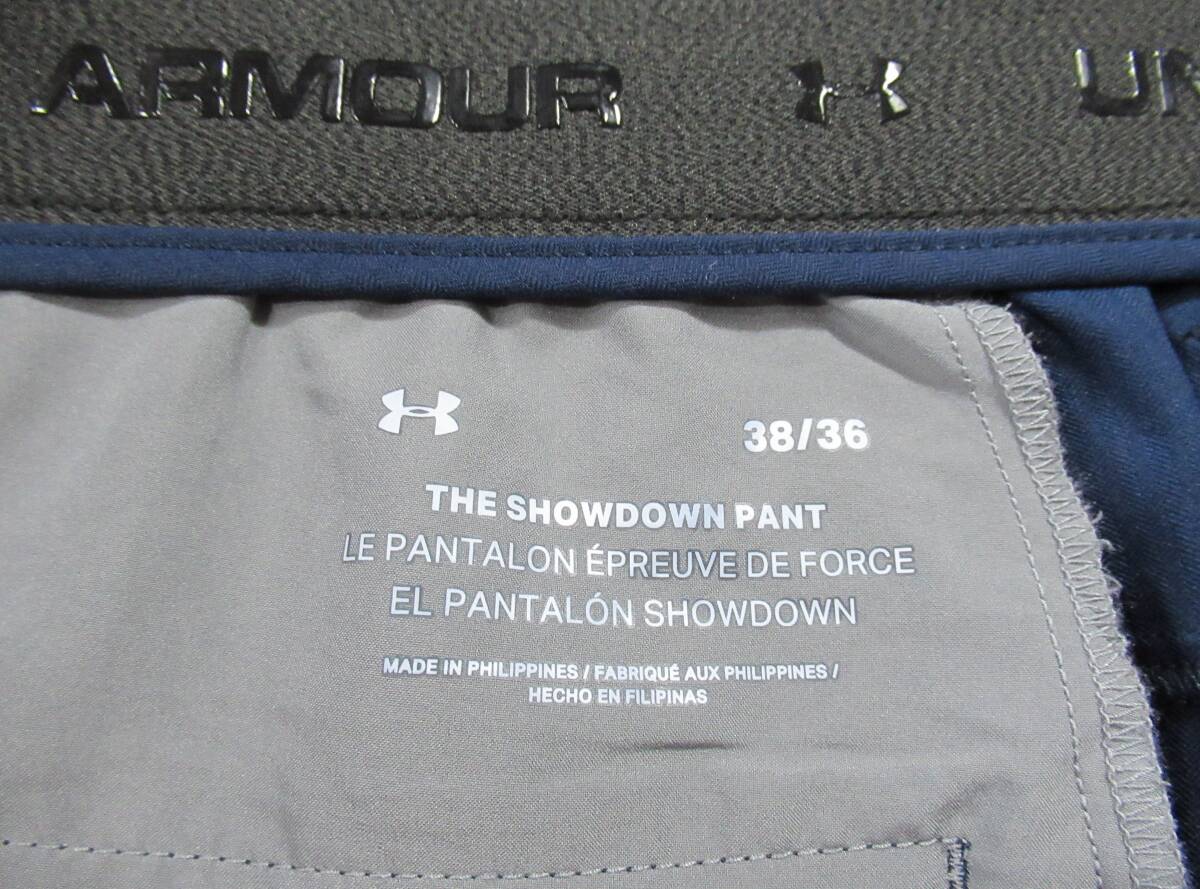 ARMOUR UN
38/36
THE SHOWDOWN PANT
LE PANTALON ÉPREUVE DE FORCE
EL PANTALÓN SHOWDOWN
MADE IN PHILIPPINES / FABRIQUÉ AUX PHILIPPINES /
HECHO EN FILIPINAS